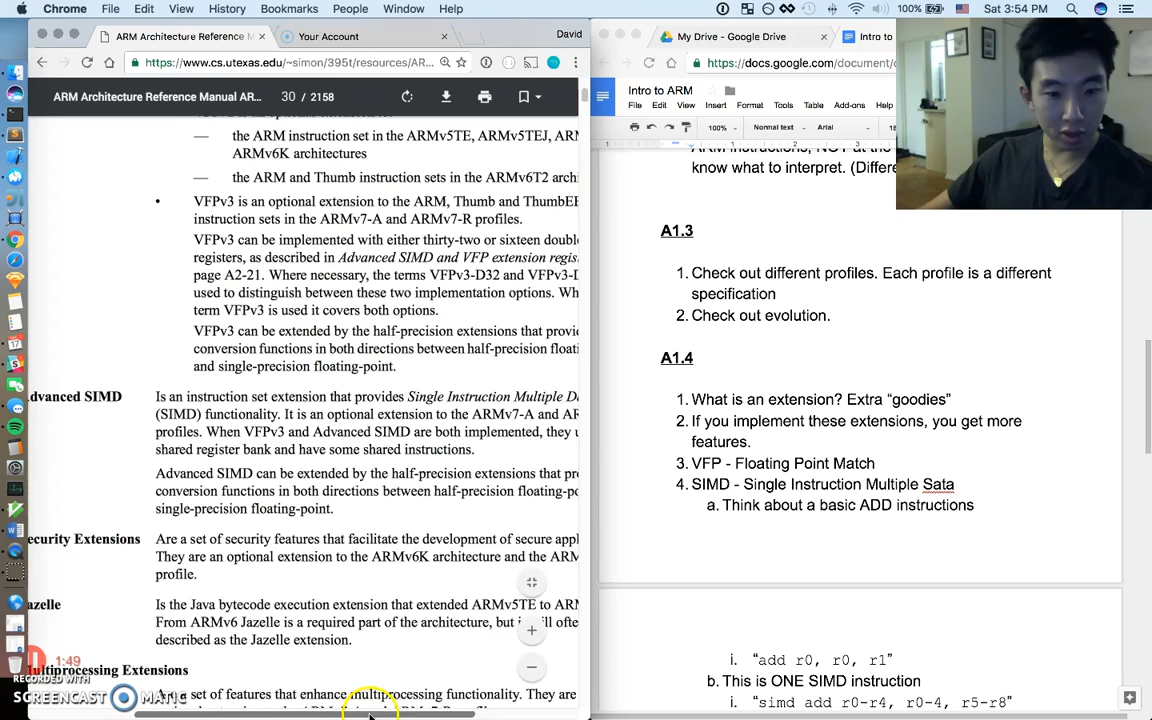 Chrome File Edit View History Bookmarks People Window Help 100% Sat 3:54 PM
ARM Architecture Reference M × Your Account × David
https://www.cs.utexas.edu/~simon/395t/resources/AR...
ARM Architecture Reference Manual AR... 30 / 2158
— the ARM instruction set in the ARMv5TE, ARMv5TEJ, ARM
ARMv6K architectures
— the ARM and Thumb instruction sets in the ARMv6T2 archi
• VFPv3 is an optional extension to the ARM, Thumb and ThumbEE
instruction sets in the ARMv7-A and ARMv7-R profiles.
VFPv3 can be implemented with either thirty-two or sixteen doubl
registers, as described in Advanced SIMD and VFP extension regis
page A2-21. Where necessary, the terms VFPv3-D32 and VFPv3-D
used to distinguish between these two implementation options. Wh
term VFPv3 is used it covers both options.
VFPv3 can be extended by the half-precision extensions that provid
conversion functions in both directions between half-precision floati
and single-precision floating-point.
dvanced SIMD Is an instruction set extension that provides Single Instruction Multiple Da
(SIMD) functionality. It is an optional extension to the ARMv7-A and AR
profiles. When VFPv3 and Advanced SIMD are both implemented, they u
shared register bank and have some shared instructions.
Advanced SIMD can be extended by the half-precision extensions that pro
conversion functions in both directions between half-precision floating-po
single-precision floating-point.
ecurity Extensions Are a set of security features that facilitate the development of secure appl
They are an optional extension to the ARMv6K architecture and the ARM
profile.
azelle Is the Java bytecode execution extension that extended ARMv5TE to ARM
From ARMv6 Jazelle is a required part of the architecture, but is still ofte
described as the Jazelle extension.
ultiprocessing Extensions
Are a set of features that enhance multiprocessing functionality. They are
1:49
RECORDED WITH
SCREENCAST MATIC
My Drive - Google Drive × Intro to
https://docs.google.com/document/
Intro to ARM
File Edit View Insert Format Tools Table Add-ons Help
100% Normal text Arial
1 2 3
ARM instructions, NOT at the
know what to interpret. (Differe
A1.3
1. Check out different profiles. Each profile is a different
specification
2. Check out evolution.
A1.4
1. What is an extension? Extra “goodies”
2. If you implement these extensions, you get more
features.
3. VFP - Floating Point Match
4. SIMD - Single Instruction Multiple Sata
a. Think about a basic ADD instructions
i. “add r0, r0, r1”
b. This is ONE SIMD instruction
i. “simd add r0-r4, r0-4, r5-r8”